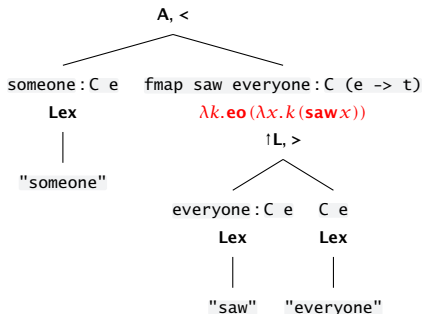 A, <
someone:C e fmap saw everyone:C (e -> t)
Lex λk.eo(λx.k(saw x))
↑L, >
"someone"
everyone:C e C e
Lex Lex
"saw" "everyone"